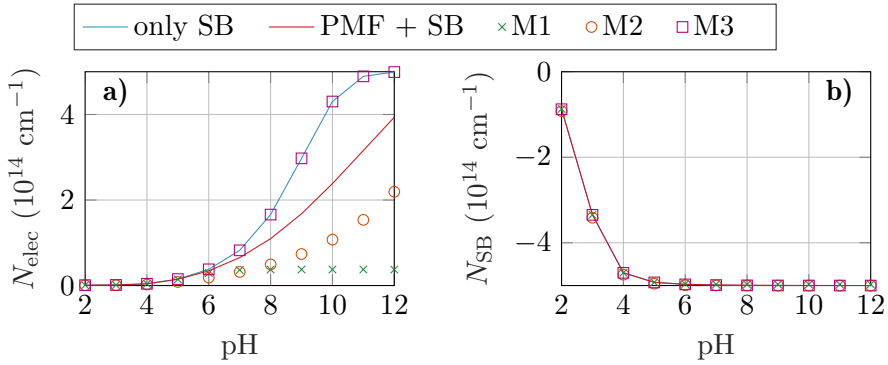 only SB PMF + SB M1 M2 M3
a)
N_elec (10^14 cm^−1)
4
2
0
2 4 6 8 10 12
pH
b)
N_SB (10^14 cm^−1)
0
−2
−4
2 4 6 8 10 12
pH